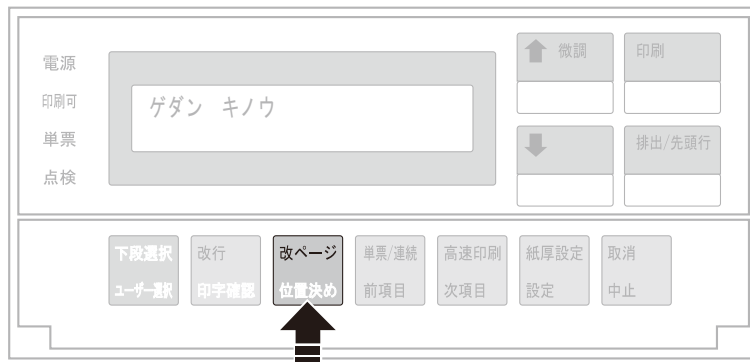 電源
印刷可
単票
点検
ゲダン キノウ
微調
印刷
排出/先頭行
下段選択
ユーザー選択
改行
印字確認
改ページ
位置決め
単票/連続
前項目
高速印刷
次項目
紙厚設定
設定
取消
中止